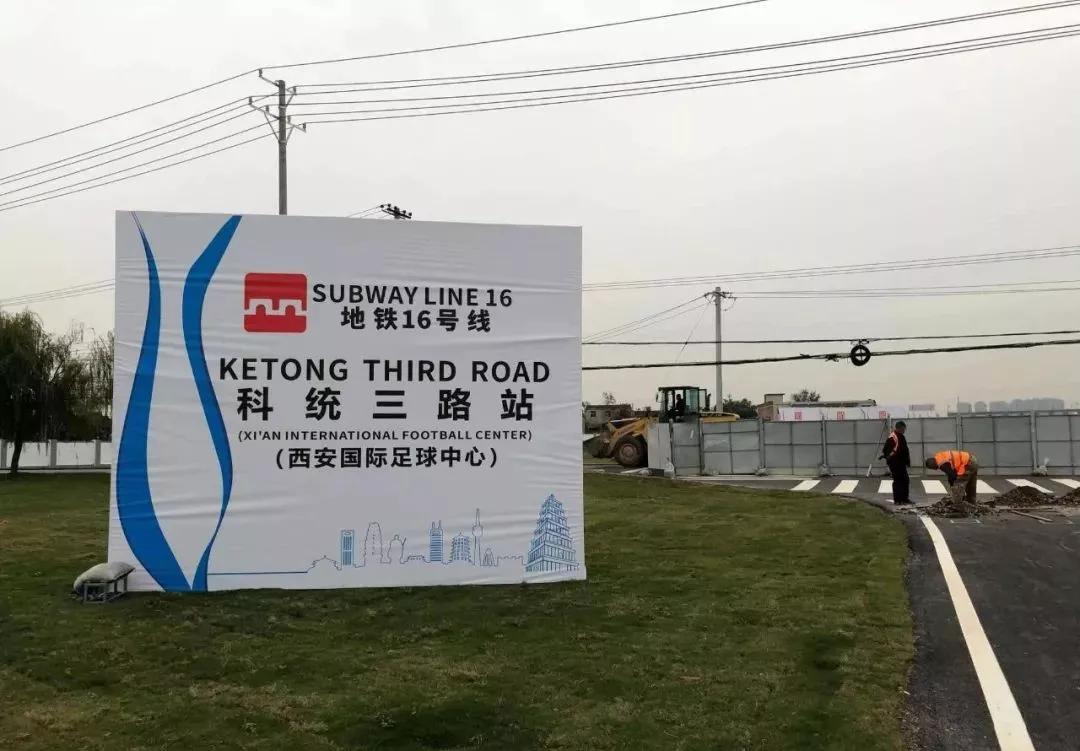 SUBWAY LINE 16
地铁16号线
KETONG THIRD ROAD
科统三路站
(XI'AN INTERNATIONAL FOOTBALL CENTER)
(西安国际足球中心)